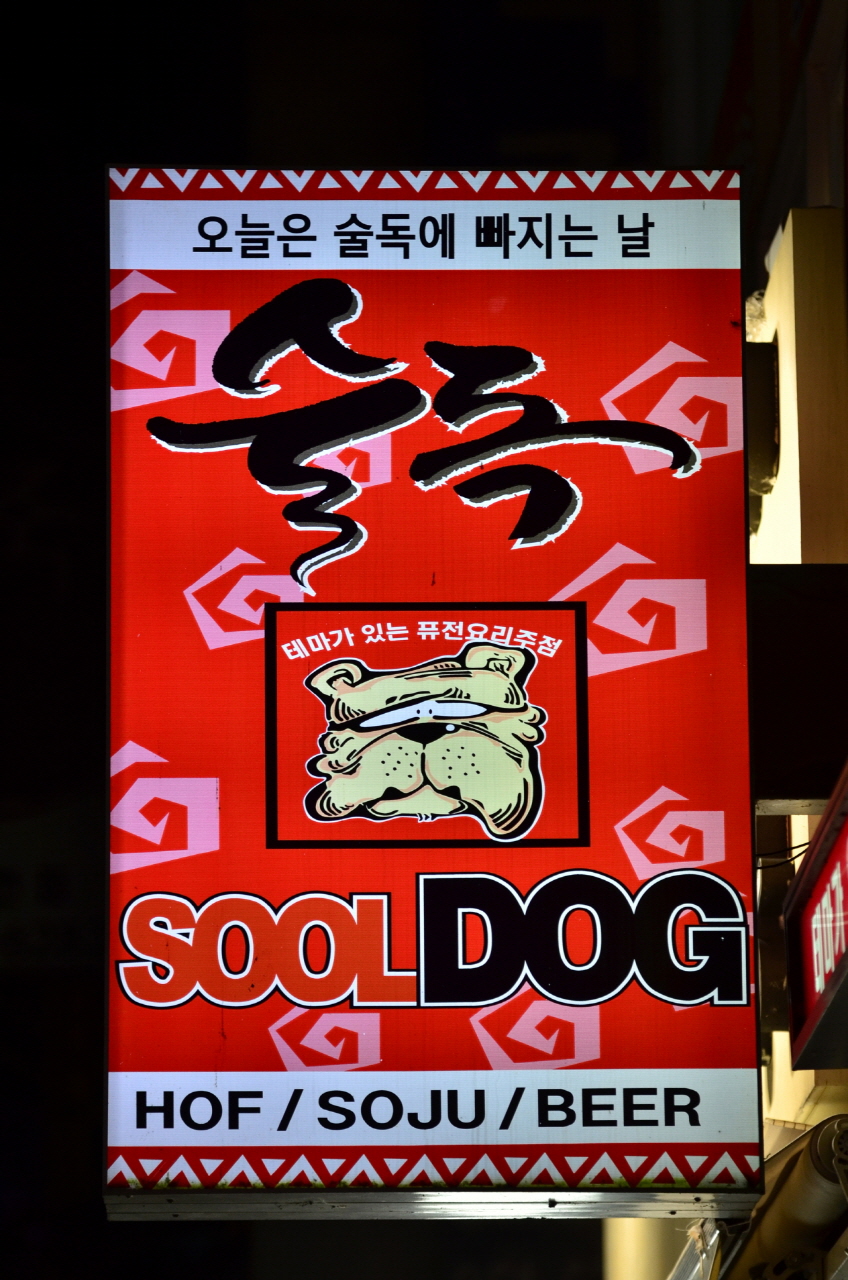 오늘은 술독에 빠지는 날
술독
테마가 있는 퓨전요리주점
SOOLDOG
HOF / SOJU / BEER